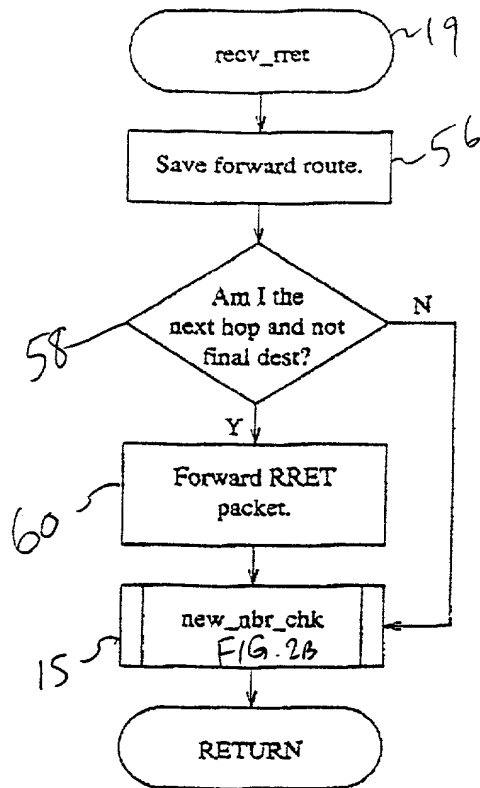 recv_rret
19
Save forward route.
56
Am I the
next hop and not
final dest?
N
58
Y
Forward RRET
packet.
60
new_nbr_chk
FIG. 2B
15
RETURN